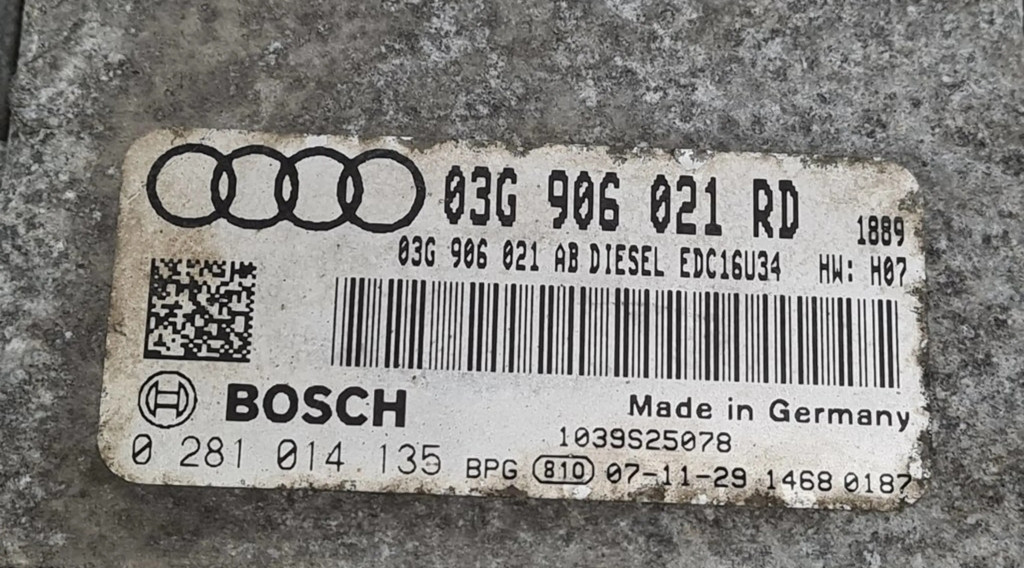 03G 906 021 RD 1889
03G 906 021 AB DIESEL EDC16U34 HW: H07
BOSCH Made in Germany
1039S25078
0 281 014 135 BPG 810 07-11-29 1468 0187